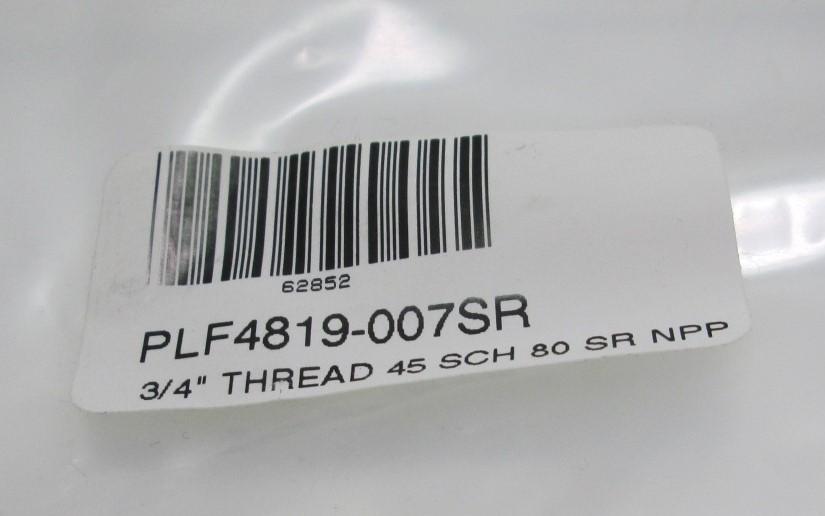 62852
PLF4819-007SR
3/4" THREAD 45 SCH 80 SR NPP